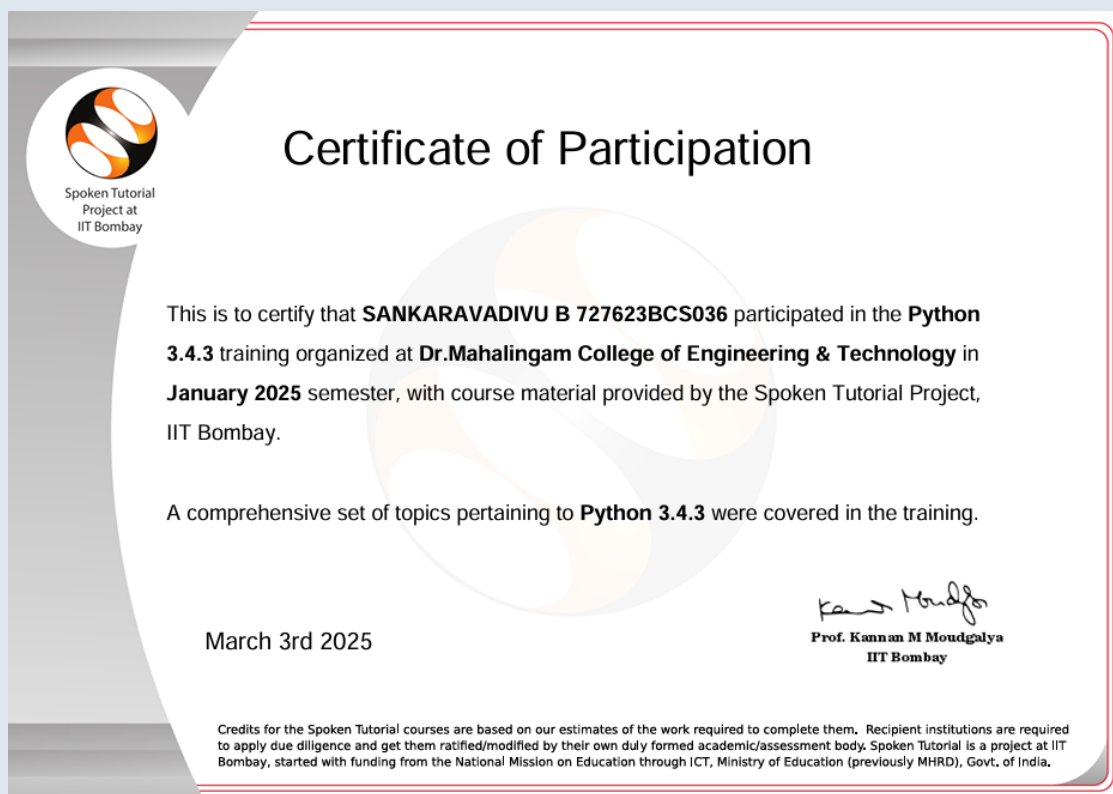 Spoken Tutorial
Project at
IIT Bombay
Certificate of Participation
This is to certify that SANKARAVADIVU B 727623BCS036 participated in the Python
3.4.3 training organized at Dr.Mahalingam College of Engineering & Technology in
January 2025 semester, with course material provided by the Spoken Tutorial Project,
IIT Bombay.
A comprehensive set of topics pertaining to Python 3.4.3 were covered in the training.
March 3rd 2025
Prof. Kannan M Moudgalya
IIT Bombay
Credits for the Spoken Tutorial courses are based on our estimates of the work required to complete them. Recipient institutions are required
to apply due diligence and get them ratified/modified by their own duly formed academic/assessment body. Spoken Tutorial is a project at IIT
Bombay, started with funding from the National Mission on Education through ICT, Ministry of Education (previously MHRD), Govt. of India.